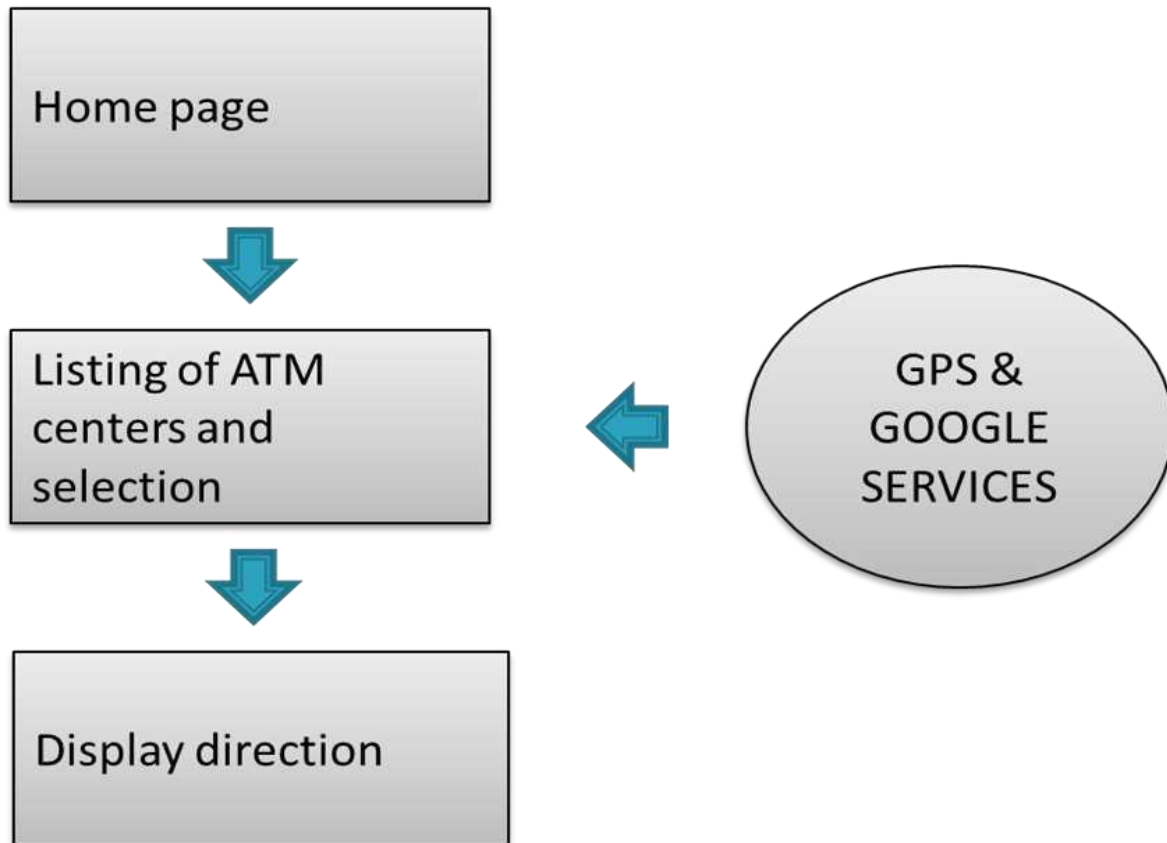 Home page
Listing of ATM
centers and
selection
GPS &
GOOGLE
SERVICES
Display direction